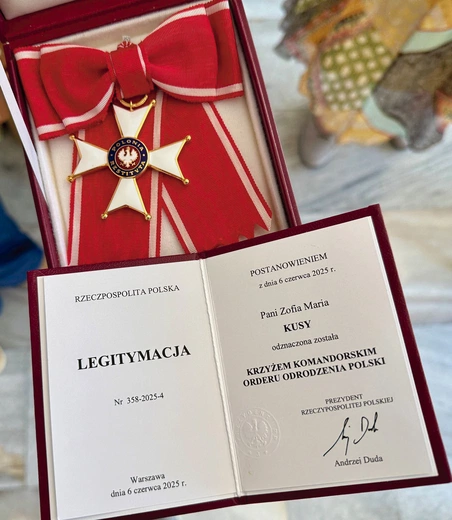 POLONIA
RESTITVTA
RZECZPOSPOLITA POLSKA
LEGITYMACJA
Nr 358-2025-4
Warszawa
dnia 6 czerwca 2025 r.
POSTANOWIENIEM
z dnia 6 czerwca 2025 r.
Pani Zofia Maria
KUSY
odznaczona została
KRZYŻEM KOMANDORSKIM
ORDERU ODRODZENIA POLSKI
PREZYDENT
RZECZYPOSPOLITEJ POLSKIEJ
Andrzej Duda